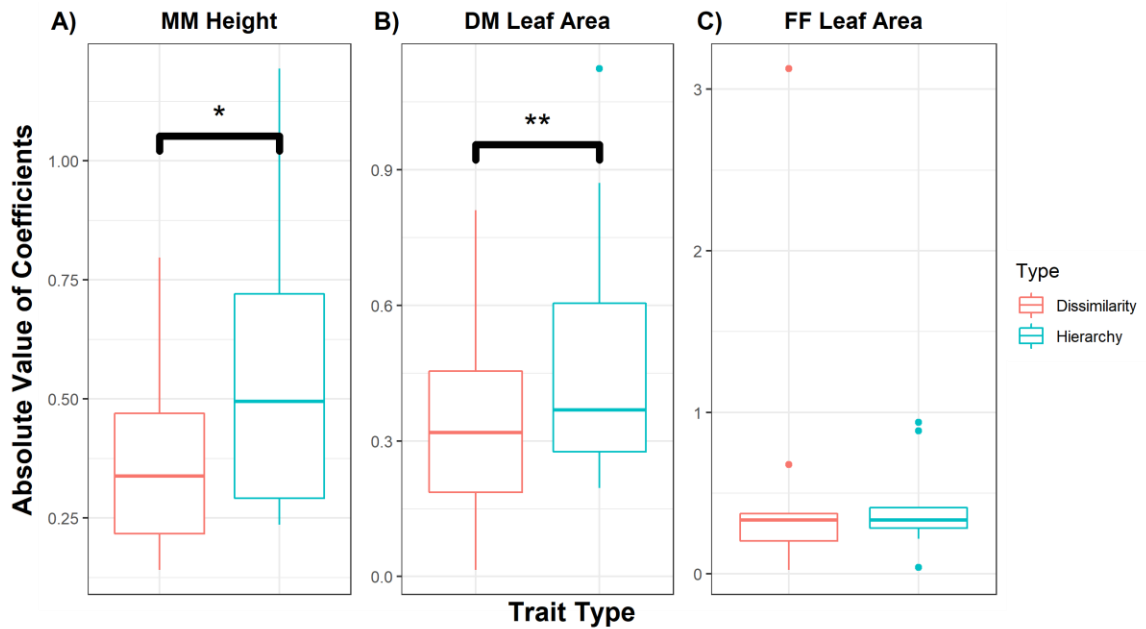 A) MM Height
B) DM Leaf Area
C) FF Leaf Area
Absolute Value of Coefficients
1.00
0.75
0.50
0.25
*
0.9
0.6
0.3
0.0
**
3
2
1
0
Trait Type
Type
Dissimilarity
Hierarchy